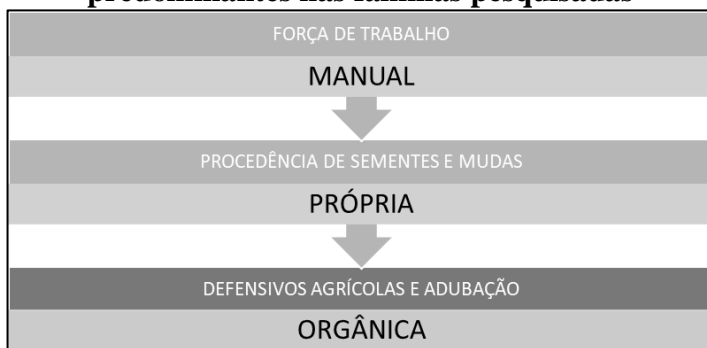 predominantes nas famílias pesquisadas
FORÇA DE TRABALHO
MANUAL
PROCEDÊNCIA DE SEMENTES E MUDAS
PRÓPRIA
DEFENSIVOS AGRÍCOLAS E ADUBAÇÃO
ORGÂNICA